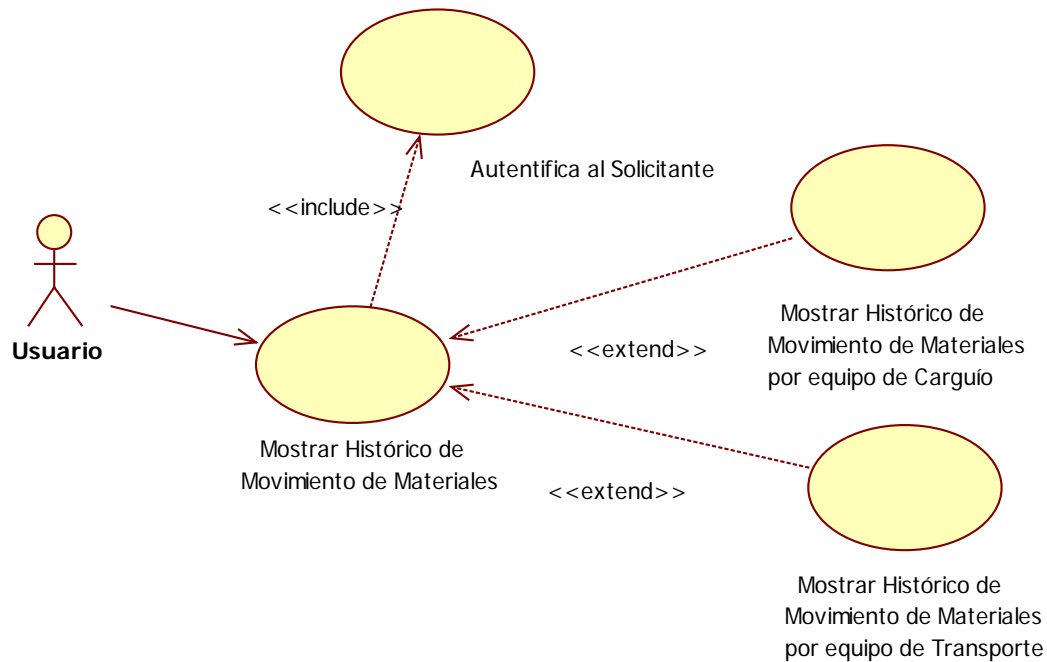 Autentifica al Solicitante
<<include>>
Usuario
Mostrar Histórico de
Movimiento de Materiales
por equipo de Carguío
<<extend>>
Mostrar Histórico de
Movimiento de Materiales
<<extend>>
Mostrar Histórico de
Movimiento de Materiales
por equipo de Transporte